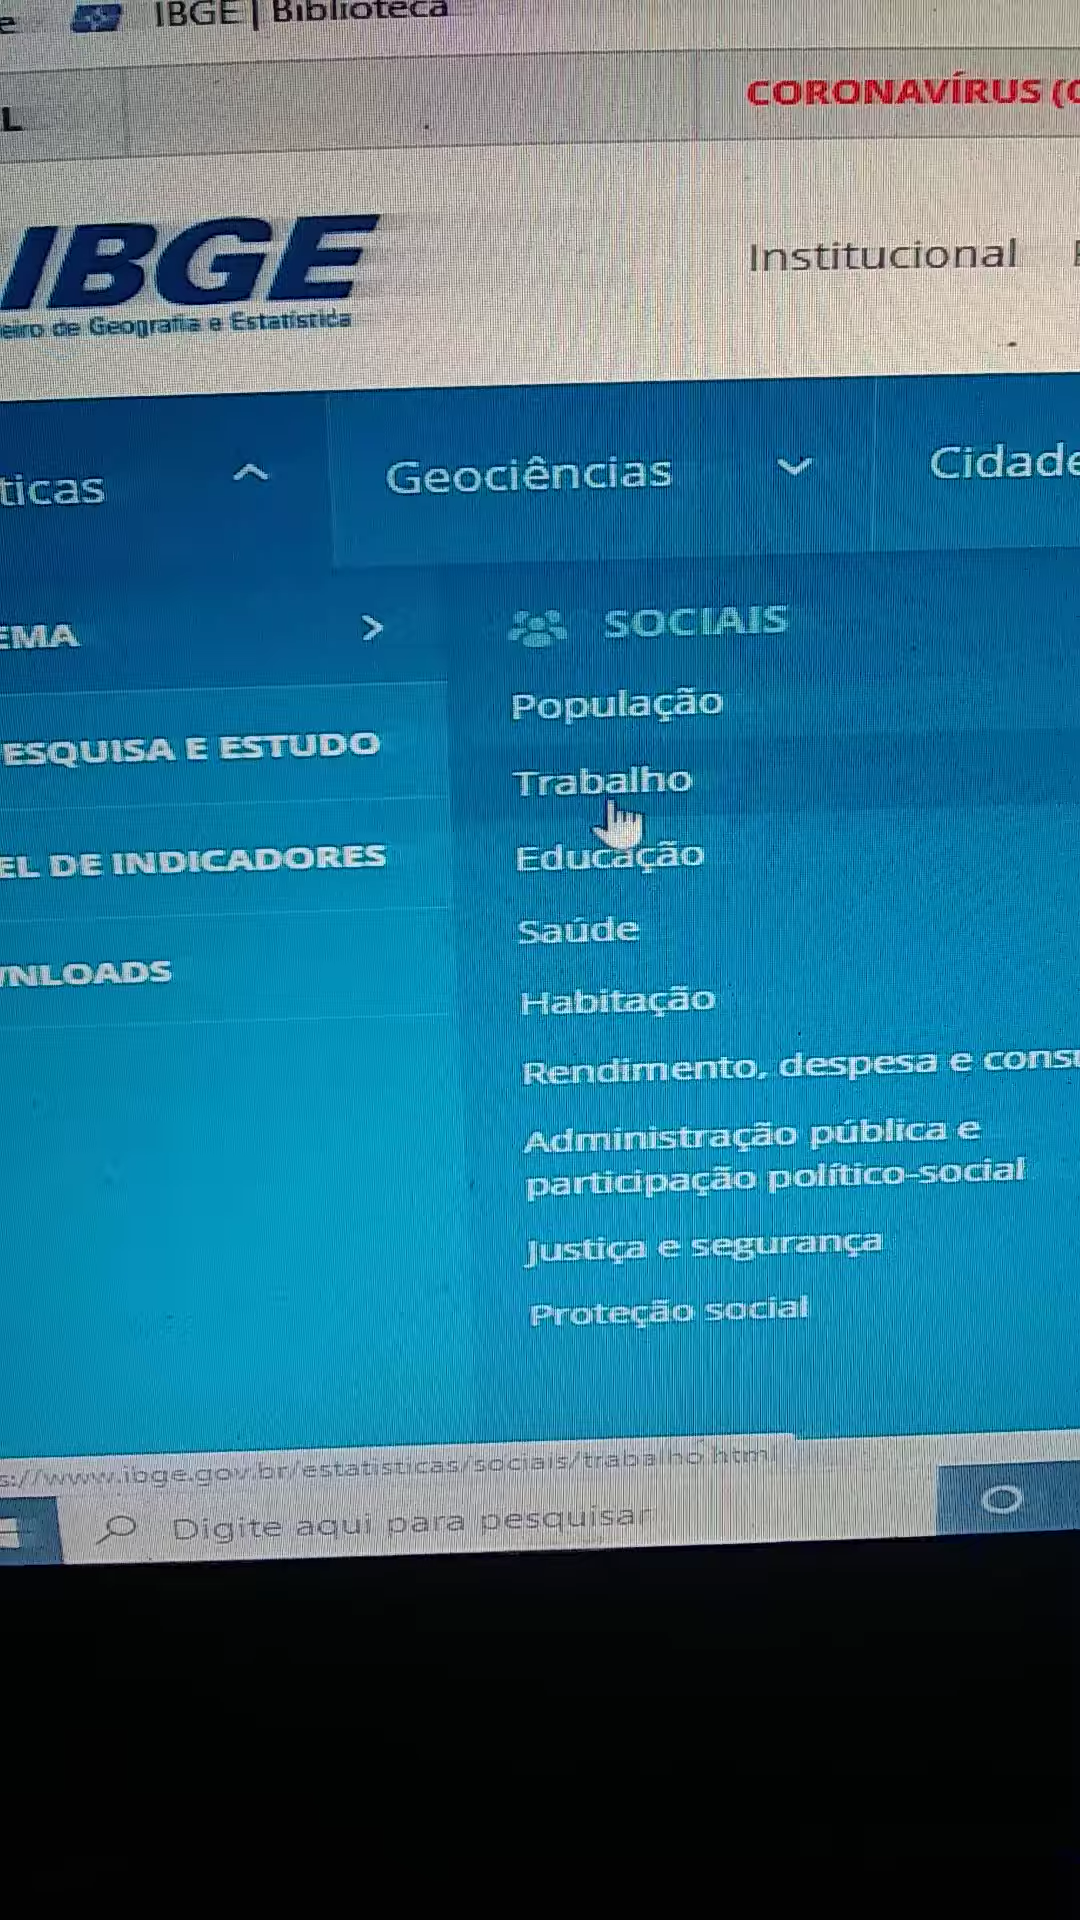 IBGE | Biblioteca
L
CORONAVÍRUS (
IBGE
eiro de Geografia e Estatística
Institucional
ticas
Geociências
Cidade
EMA
SOCIAIS
População
ESQUISA E ESTUDO
Trabalho
EL DE INDICADORES
Educação
Saúde
NLOADS
Habitação
Rendimento, despesa e cons
Administração pública e
participação político-social
Justiça e segurança
Proteção social
s://www.ibge.gov.br/estatisticas/sociais/trabalho.html
Digite aqui para pesquisar